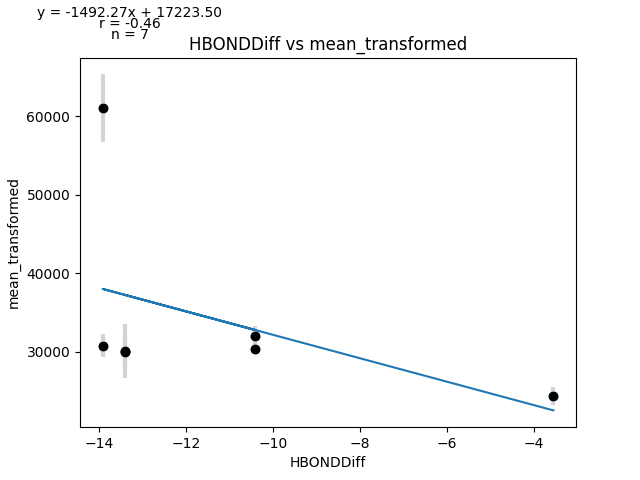 y = -1492.27x + 17223.50
r = -0.46
n = 7
HBONDDiff vs mean_transformed
60000
50000
40000
30000
mean_transformed
−14
−12
−10
−8
−6
−4
HBONDDiff